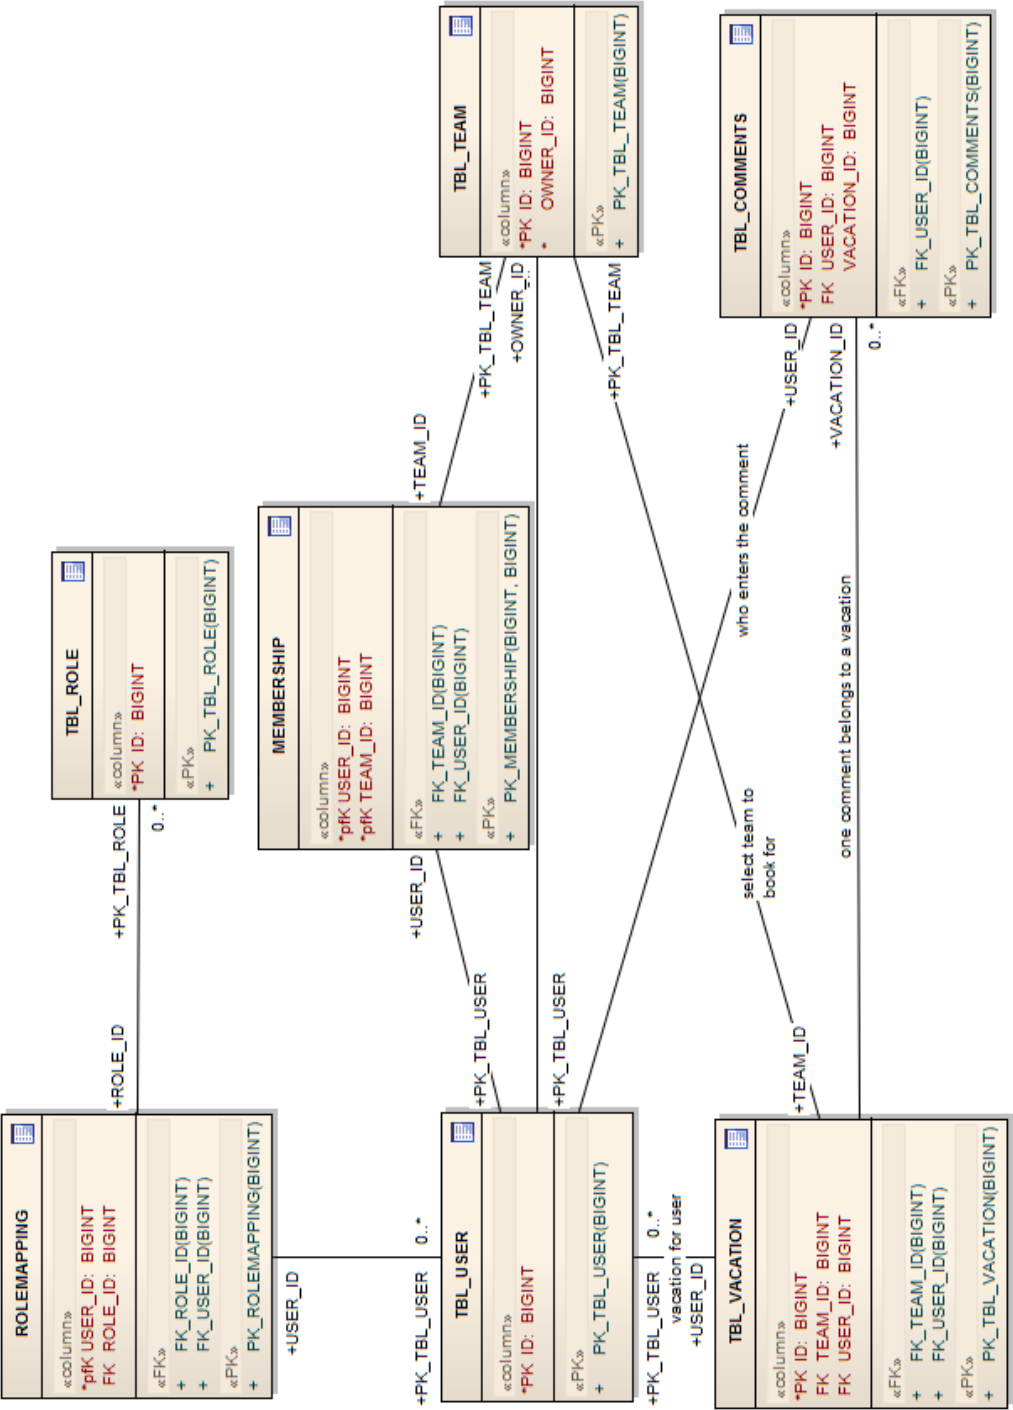 ROLEMAPPING
«column»
*pfK USER_ID: BIGINT
FK ROLE_ID: BIGINT
«FK»
+ FK_ROLE_ID(BIGINT)
+ FK_USER_ID(BIGINT)
«PK»
+ PK_ROLEMAPPING(BIGINT)
+ROLE_ID
+PK_TBL_ROLE
0..*
TBL_ROLE
«column»
*PK ID: BIGINT
«PK»
+ PK_TBL_ROLE(BIGINT)
+USER_ID
+PK_TBL_USER
0..*
MEMBERSHIP
«column»
*pfK USER_ID: BIGINT
*pfK TEAM_ID: BIGINT
«FK»
+ FK_TEAM_ID(BIGINT)
+ FK_USER_ID(BIGINT)
«PK»
+ PK_MEMBERSHIP(BIGINT, BIGINT)
+USER_ID
+PK_TBL_USER
+TEAM_ID
+PK_TBL_TEAM
+OWNER_ID
+PK_TBL_USER
TBL_USER
«column»
*PK ID: BIGINT
«PK»
+ PK_TBL_USER(BIGINT)
TBL_TEAM
«column»
*PK ID: BIGINT
* OWNER_ID: BIGINT
«PK»
+ PK_TBL_TEAM(BIGINT)
+PK_TBL_TEAM
+PK_TBL_USER
0..*
vacation for user
+USER_ID
+TEAM_ID
select team to
book for
who enters the comment
+USER_ID
+VACATION_ID
0..*
one comment belongs to a vacation
TBL_VACATION
«column»
*PK ID: BIGINT
FK TEAM_ID: BIGINT
FK USER_ID: BIGINT
«FK»
+ FK_TEAM_ID(BIGINT)
+ FK_USER_ID(BIGINT)
«PK»
+ PK_TBL_VACATION(BIGINT)
TBL_COMMENTS
«column»
*PK ID: BIGINT
FK USER_ID: BIGINT
VACATION_ID: BIGINT
«FK»
+ FK_USER_ID(BIGINT)
«PK»
+ PK_TBL_COMMENTS(BIGINT)